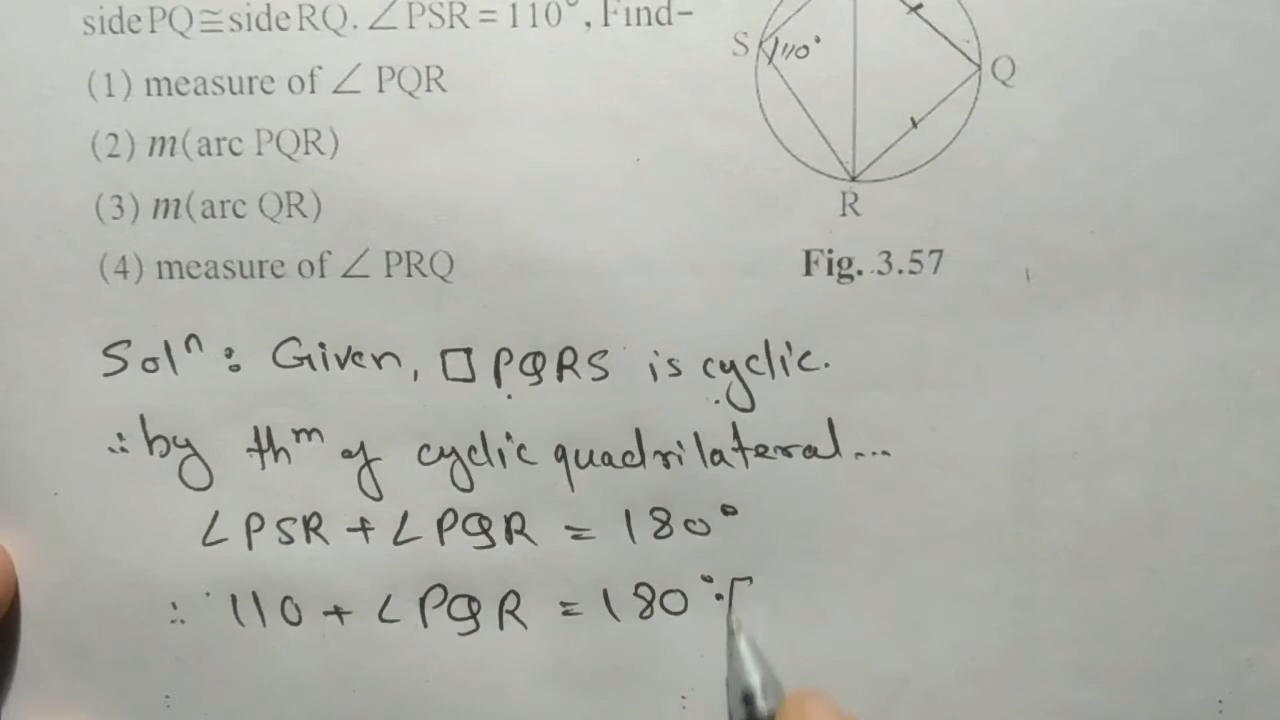 side PQ≅side RQ. ∠PSR = 110°, Find–
(1) measure of ∠ PQR
(2) m(arc PQR)
(3) m(arc QR)
(4) measure of ∠ PRQ
S
110°
Q
R
Fig. 3.57
Solⁿ : Given, □ PQRS is cyclic.
∴ by thᵐ of cyclic quadrilateral...
∠PSR + ∠PQR = 180°
∴ 110 + ∠PQR = 180°